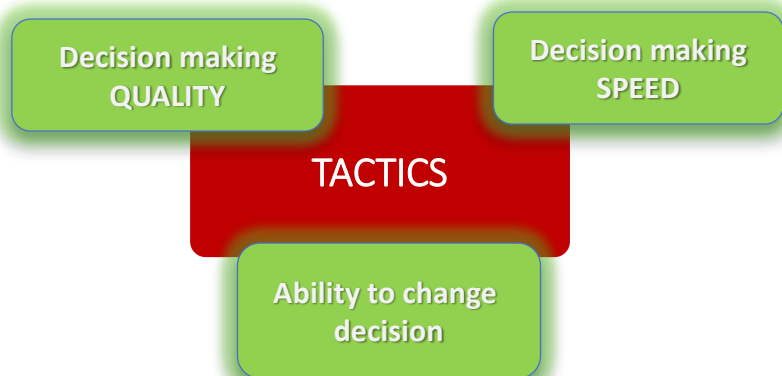 Decision making
QUALITY
Decision making
SPEED
TACTICS
Ability to change
decision